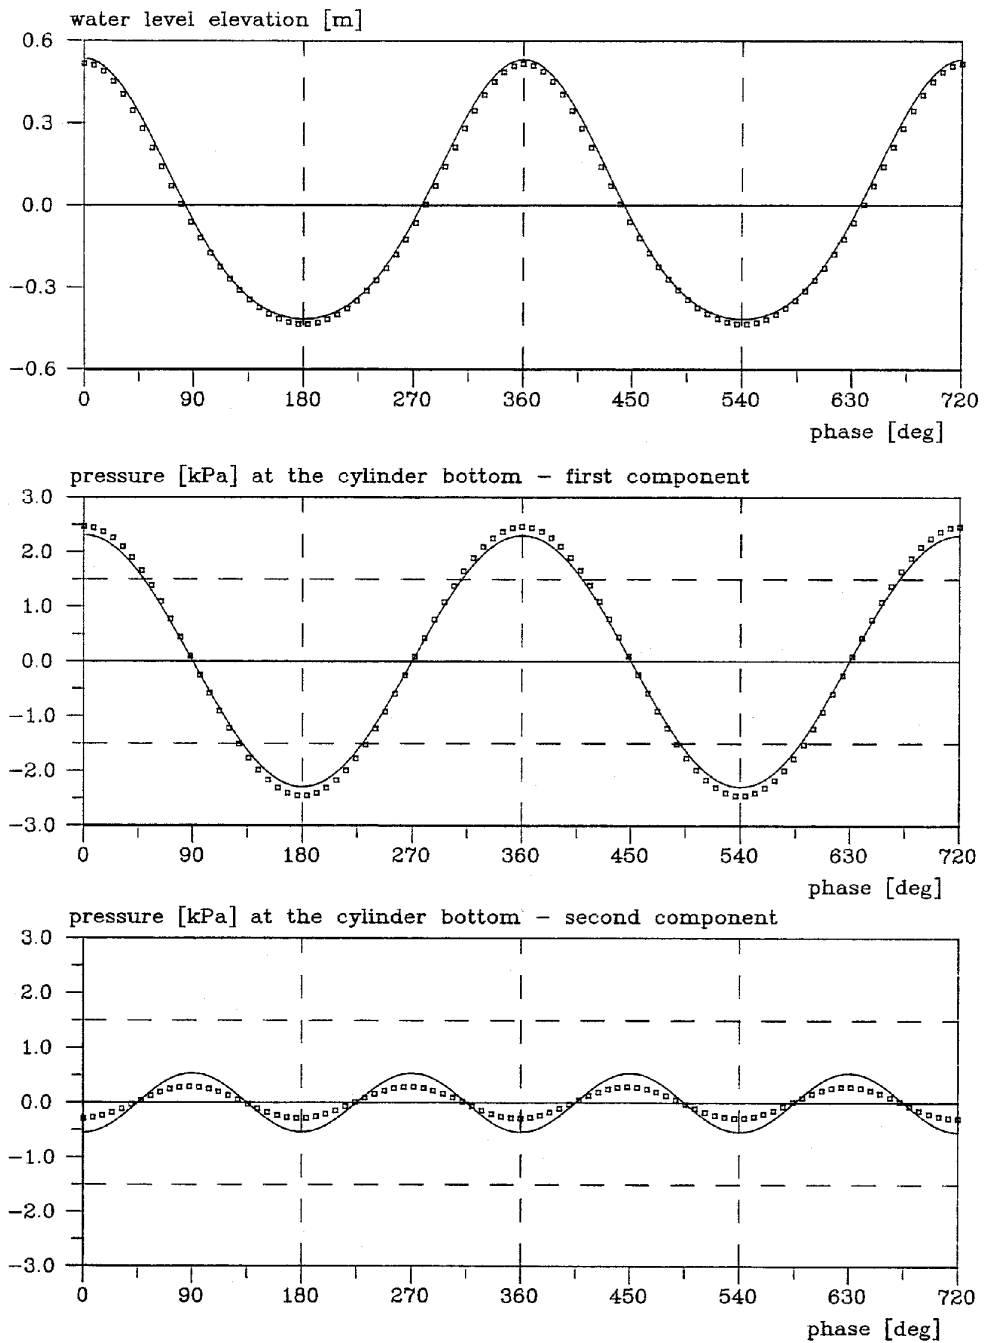 water level elevation [m]
0.6
0.3
0.0
−0.3
−0.6
0 90 180 270 360 450 540 630 720
phase [deg]
pressure [kPa] at the cylinder bottom − first component
3.0
2.0
1.0
0.0
−1.0
−2.0
−3.0
0 90 180 270 360 450 540 630 720
phase [deg]
pressure [kPa] at the cylinder bottom − second component
3.0
2.0
1.0
0.0
−1.0
−2.0
−3.0
0 90 180 270 360 450 540 630 720
phase [deg]